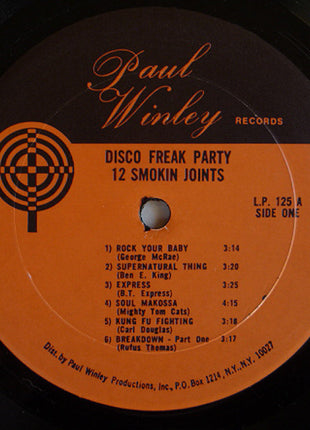 Paul
Winley RECORDS
DISCO FREAK PARTY
12 SMOKIN JOINTS
L.P. 125 A
SIDE ONE
1) ROCK YOUR BABY 3:14
(George McRae)
2) SUPERNATURAL THING 3:20
(Ben E. King)
3) EXPRESS 3:25
(B.T. Express)
4) SOUL MAKOSSA 4:15
(Mighty Tom Cats)
5) KUNG FU FIGHTING 3:18
(Carl Douglas)
6) BREAKDOWN - Part One 3:17
(Rufus Thomas)
Dist. by Paul Winley Productions, Inc., P.O. Box 1214, N.Y., N.Y. 10027